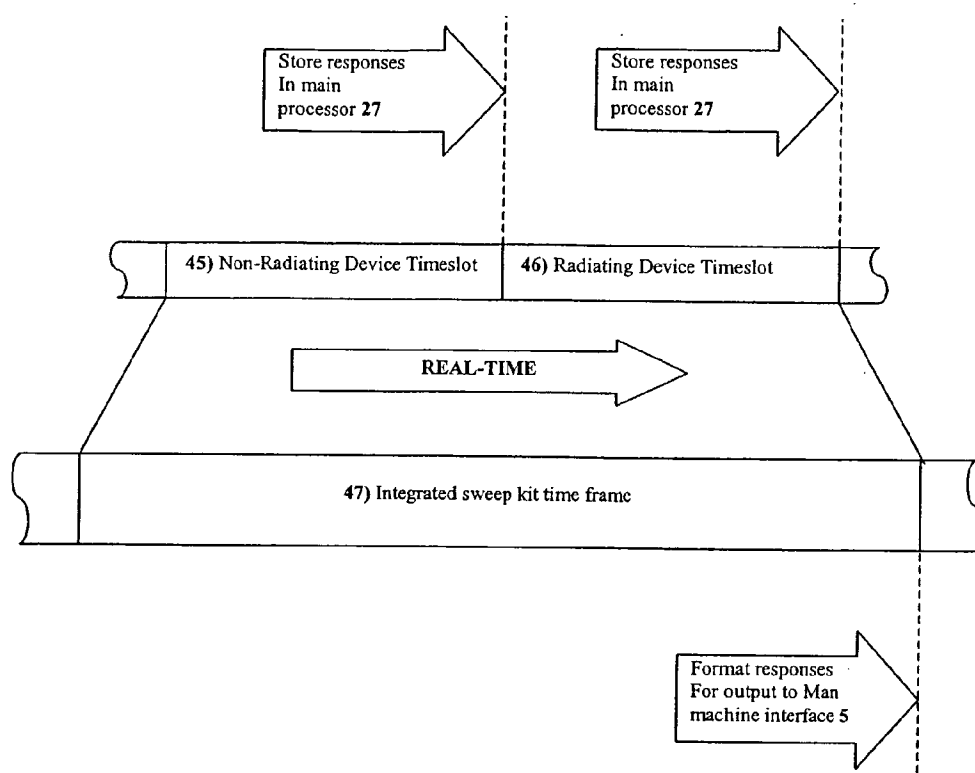 Store responses
In main
processor 27
Store responses
In main
processor 27
45) Non-Radiating Device Timeslot
46) Radiating Device Timeslot
REAL-TIME
47) Integrated sweep kit time frame
Format responses
For output to Man
machine interface 5